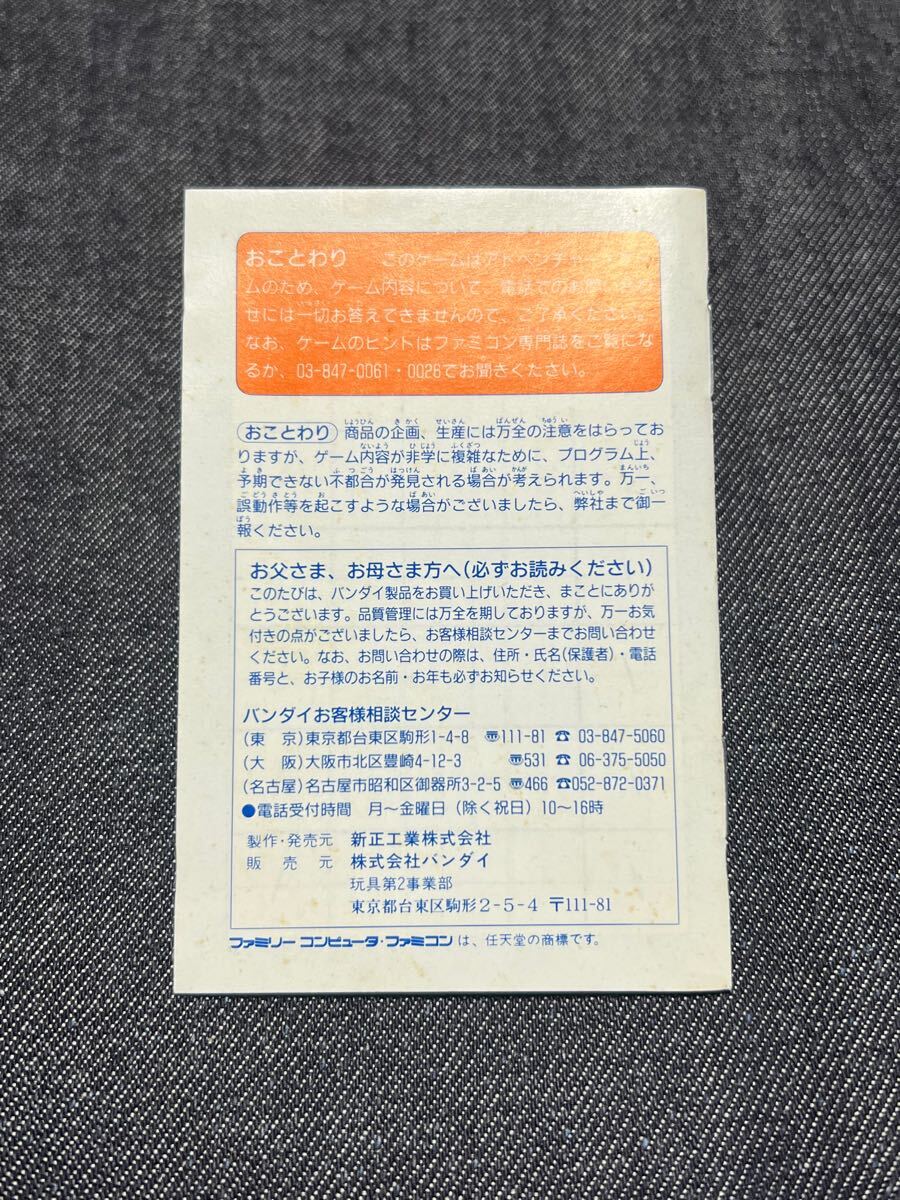 おことわり このゲームはアドベンチャーゲー
ムのため、ゲーム内容について、電話でのお問い合わ
せには一切お答えできませんので、ご了承ください。
なお、ゲームのヒントはファミコン専門誌をご覧にな
るか、03-847-0061・0028でお聞きください。
おことわり 商品の企画、生産には万全の注意をはらってお
りますが、ゲーム内容が非学に複雑なために、プログラム上、
予期できない不都合が発見される場合が考えられます。万一、
誤動作等を起こすような場合がございましたら、弊社まで御一
報ください。
お父さま、お母さま方へ(必ずお読みください)
このたびは、バンダイ製品をお買い上げいただき、まことにありが
とうございます。品質管理には万全を期しておりますが、万一お気
付きの点がございましたら、お客様相談センターまでお問い合わせ
ください。なお、お問い合わせの際は、住所・氏名(保護者)・電話
番号と、お子様のお名前・お年も必ずお知らせください。
バンダイお客様相談センター
(東 京)東京都台東区駒形1-4-8 〠111-81 ☎ 03-847-5060
(大 阪)大阪市北区豊崎4-12-3 〠531 ☎ 06-375-5050
(名古屋)名古屋市昭和区御器所3-2-5 〠466 ☎052-872-0371
●電話受付時間 月〜金曜日(除く祝日)10〜16時
製作・発売元 新正工業株式会社
販売元 株式会社バンダイ
玩具第2事業部
東京都台東区駒形2-5-4 〒111-81
ファミリーコンピュータ・ファミコンは、任天堂の商標です。